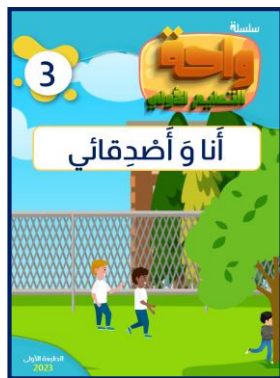 سلسلة
واحة
التعليم الأولي
3
أَنا وَ أَصْدِقائي
الطبعة الأولى
2023